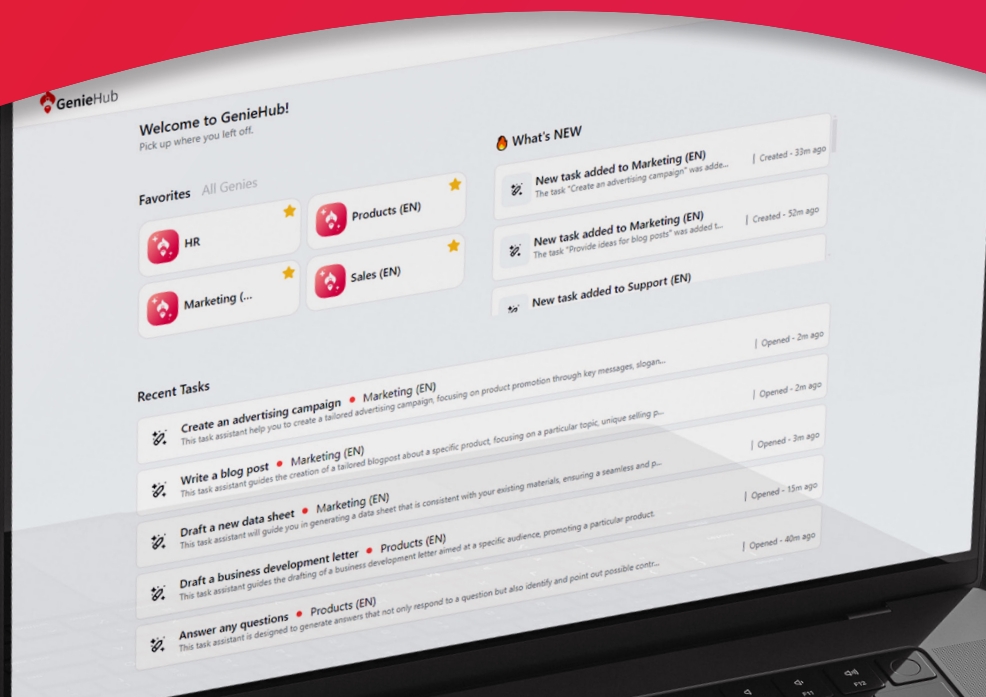 GenieHub
Welcome to GenieHub!
Pick up where you left off.
Favorites All Genies
HR
Products (EN)
Marketing (...
Sales (EN)
What's NEW
New task added to Marketing (EN)
The task "Create an advertising campaign" was adde...
| Created - 33m ago
New task added to Marketing (EN)
The task "Provide ideas for blog posts" was added t...
| Created - 52m ago
New task added to Support (EN)
Recent Tasks
Create an advertising campaign • Marketing (EN)
This task assistant help you to create a tailored advertising campaign, focusing on product promotion through key messages, slogan...
| Opened - 2m ago
Write a blog post • Marketing (EN)
This task assistant guides the creation of a tailored blogpost about a specific product, focusing on a particular topic, unique selling p...
| Opened - 2m ago
Draft a new data sheet • Marketing (EN)
This task assistant will guide you in generating a data sheet that is consistent with your existing materials, ensuring a seamless and p...
| Opened - 3m ago
Draft a business development letter • Products (EN)
This task assistant guides the drafting of a business development letter aimed at a specific audience, promoting a particular product.
| Opened - 15m ago
Answer any questions • Products (EN)
This task assistant is designed to generate answers that not only respond to a question but also identify and point out possible contr...
| Opened - 40m ago
F11
F12